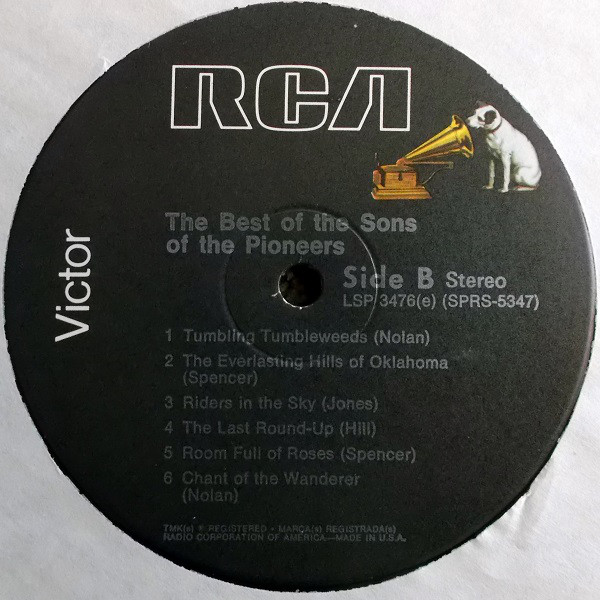 RCA
Victor
The Best of the Sons
of the Pioneers
Side B Stereo
LSP 3476(e) (SPRS-5347)
1 Tumbling Tumbleweeds (Nolan)
2 The Everlasting Hills of Oklahoma
(Spencer)
3 Riders in the Sky (Jones)
4 The Last Round-Up (Hill)
5 Room Full of Roses (Spencer)
6 Chant of the Wanderer
(Nolan)
TMK(s) ® REGISTERED • MARCA(s) REGISTRADA(s)
RADIO CORPORATION OF AMERICA—MADE IN U.S.A.